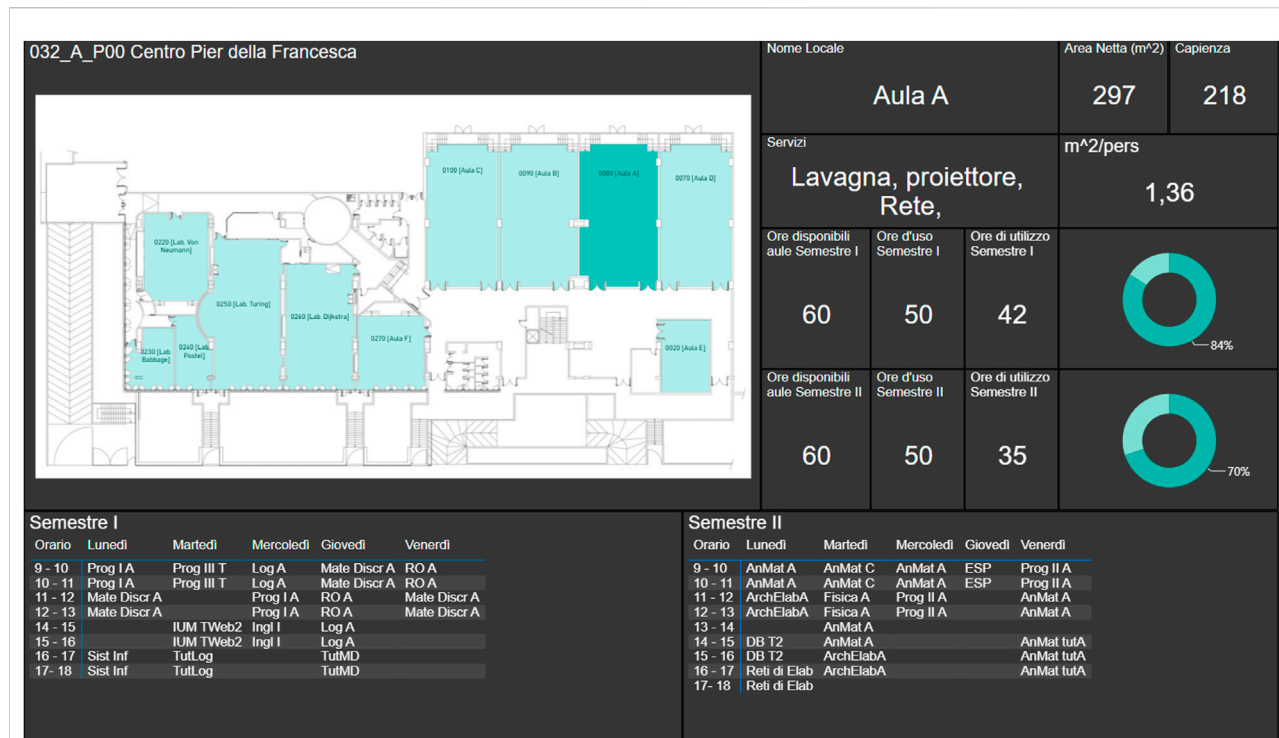 032_A_P00 Centro Pier della Francesca
0100 [Aula C]
0090 [Aula B]
0080 [Aula A]
0070 [Aula D]
0220 [Lab. Von
Neumann]
0250 [Lab. Turing]
0260 [Lab. Dijkstra]
0270 [Aula F]
0230 [Lab.
Babbage]
0240 [Lab.
Postel]
0020 [Aula E]
Nome Locale
Aula A
Area Netta (m^2)
297
Capienza
218
Servizi
Lavagna, proiettore,
Rete,
m^2/pers
1,36
Ore disponibili
aule Semestre I
60
Ore d'uso
Semestre I
50
Ore di utilizzo
Semestre I
42
84%
Ore disponibili
aule Semestre II
60
Ore d'uso
Semestre II
50
Ore di utilizzo
Semestre II
35
70%
Semestre I
Orario Lunedì Martedì Mercoledì Giovedì Venerdì
9 - 10 Prog I A Prog III T Log A Mate Discr A RO A
10 - 11 Prog I A Prog III T Log A Mate Discr A RO A
11 - 12 Mate Discr A Prog I A RO A Mate Discr A
12 - 13 Mate Discr A Prog I A RO A Mate Discr A
14 - 15 IUM TWeb2 Ingl I Log A
15 - 16 IUM TWeb2 Ingl I Log A
16 - 17 Sist Inf TutLog TutMD
17- 18 Sist Inf TutLog TutMD
Semestre II
Orario Lunedì Martedì Mercoledì Giovedì Venerdì
9 - 10 AnMat A AnMat C AnMat A ESP Prog II A
10 - 11 AnMat A AnMat C AnMat A ESP Prog II A
11 - 12 ArchElabA Fisica A Prog II A AnMat A
12 - 13 ArchElabA Fisica A Prog II A AnMat A
13 - 14 AnMat A
14 - 15 DB T2 AnMat A AnMat tutA
15 - 16 DB T2 ArchElabA AnMat tutA
16 - 17 Reti di Elab ArchElabA AnMat tutA
17- 18 Reti di Elab